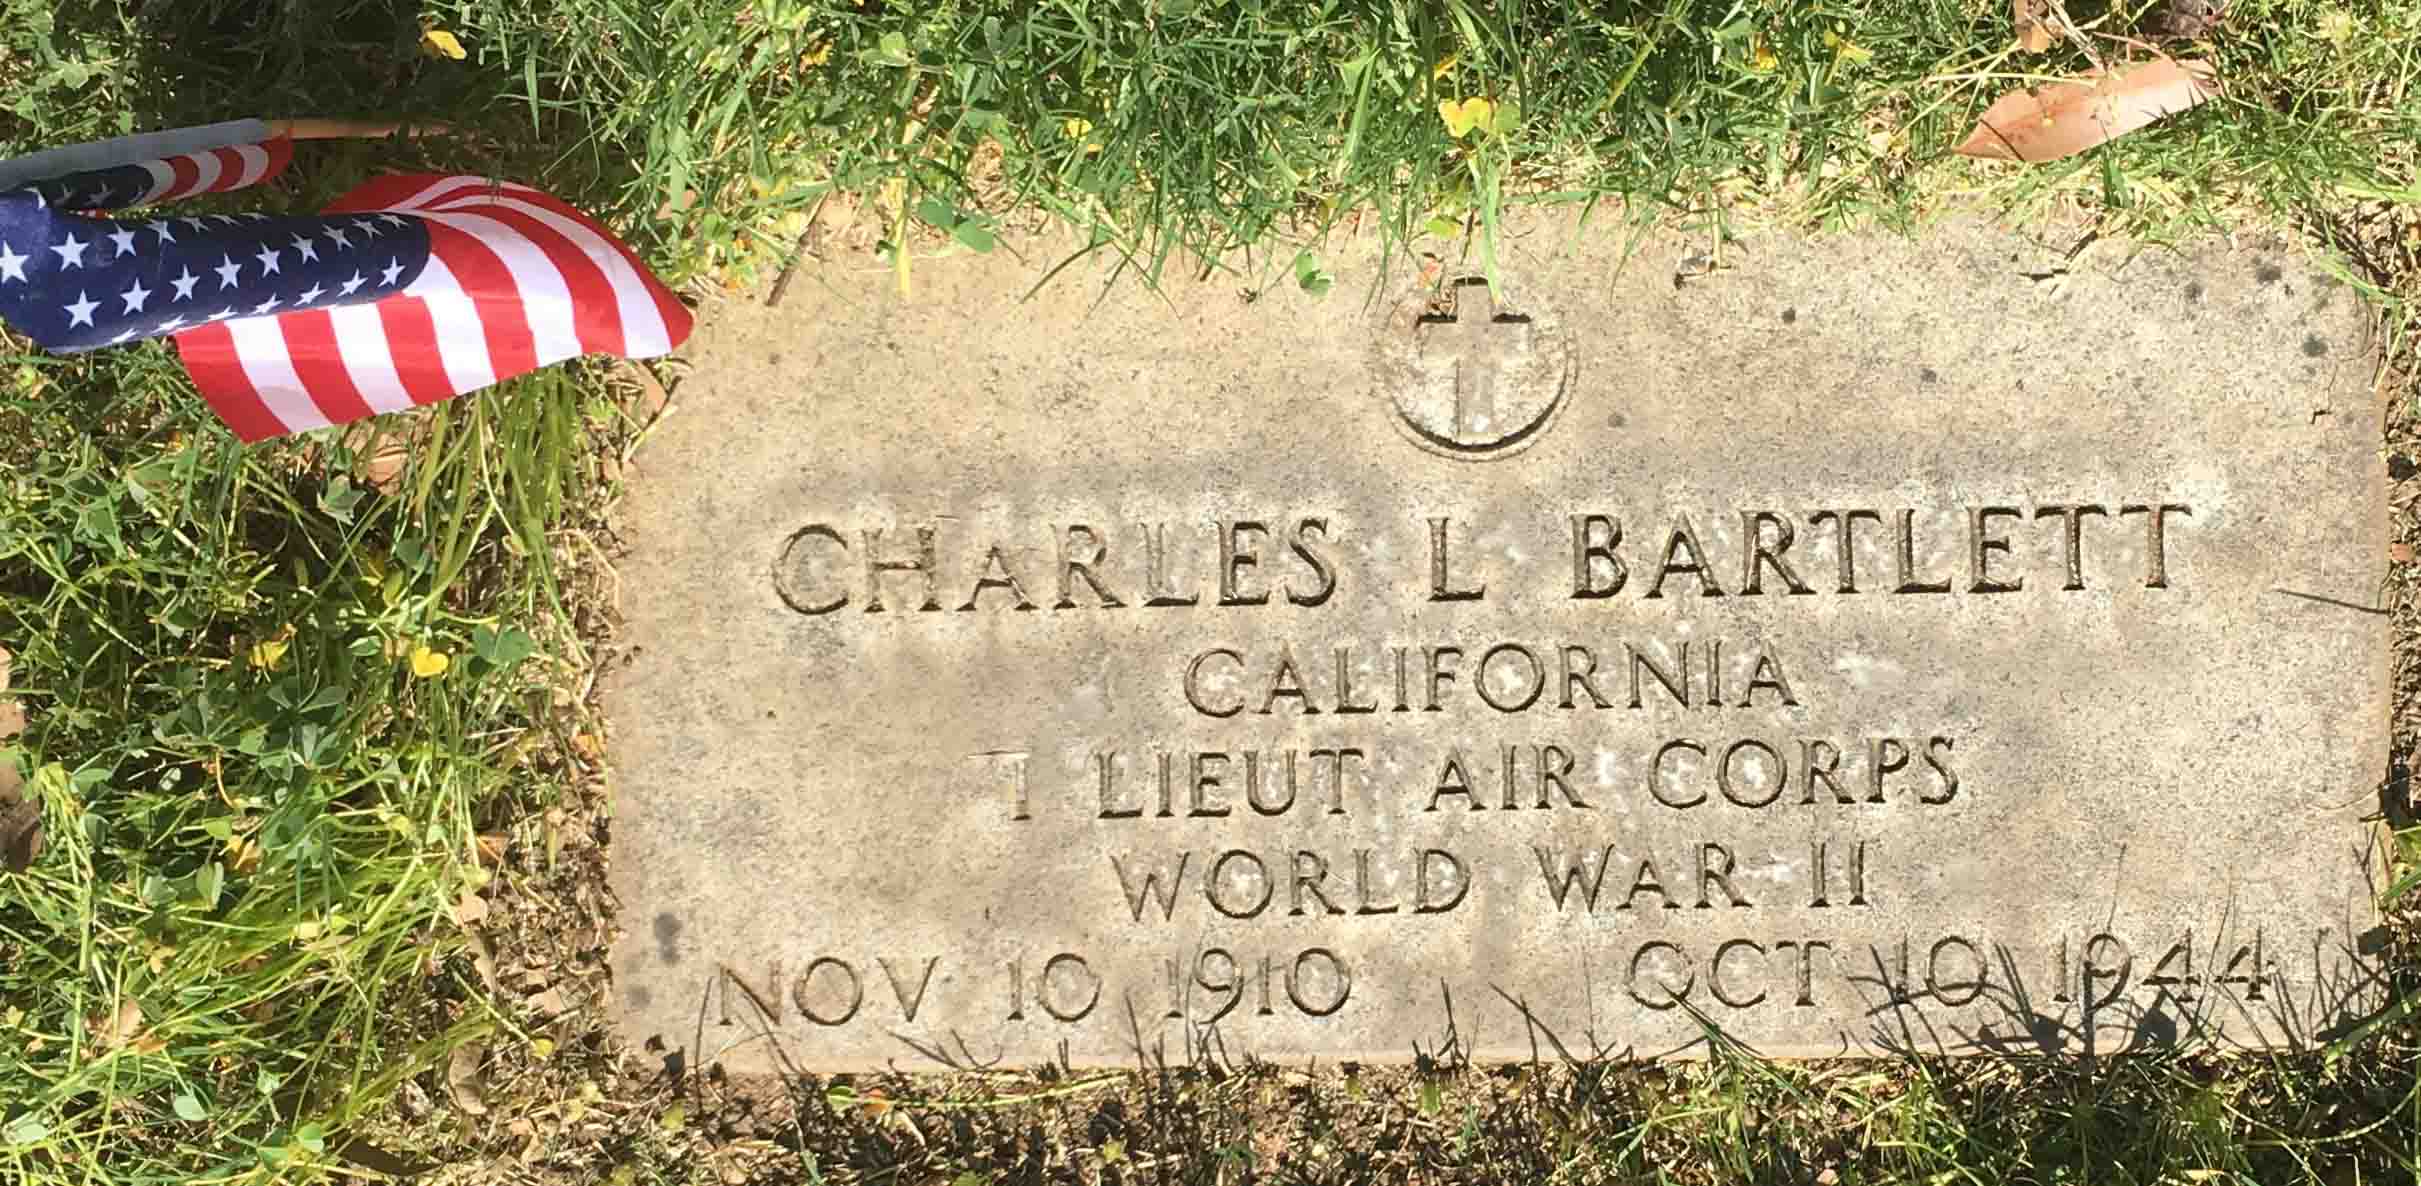 CHARLES L BARTLETT
CALIFORNIA
1 LIEUT AIR CORPS
WORLD WAR II
NOV 10 1910 OCT 10 1944